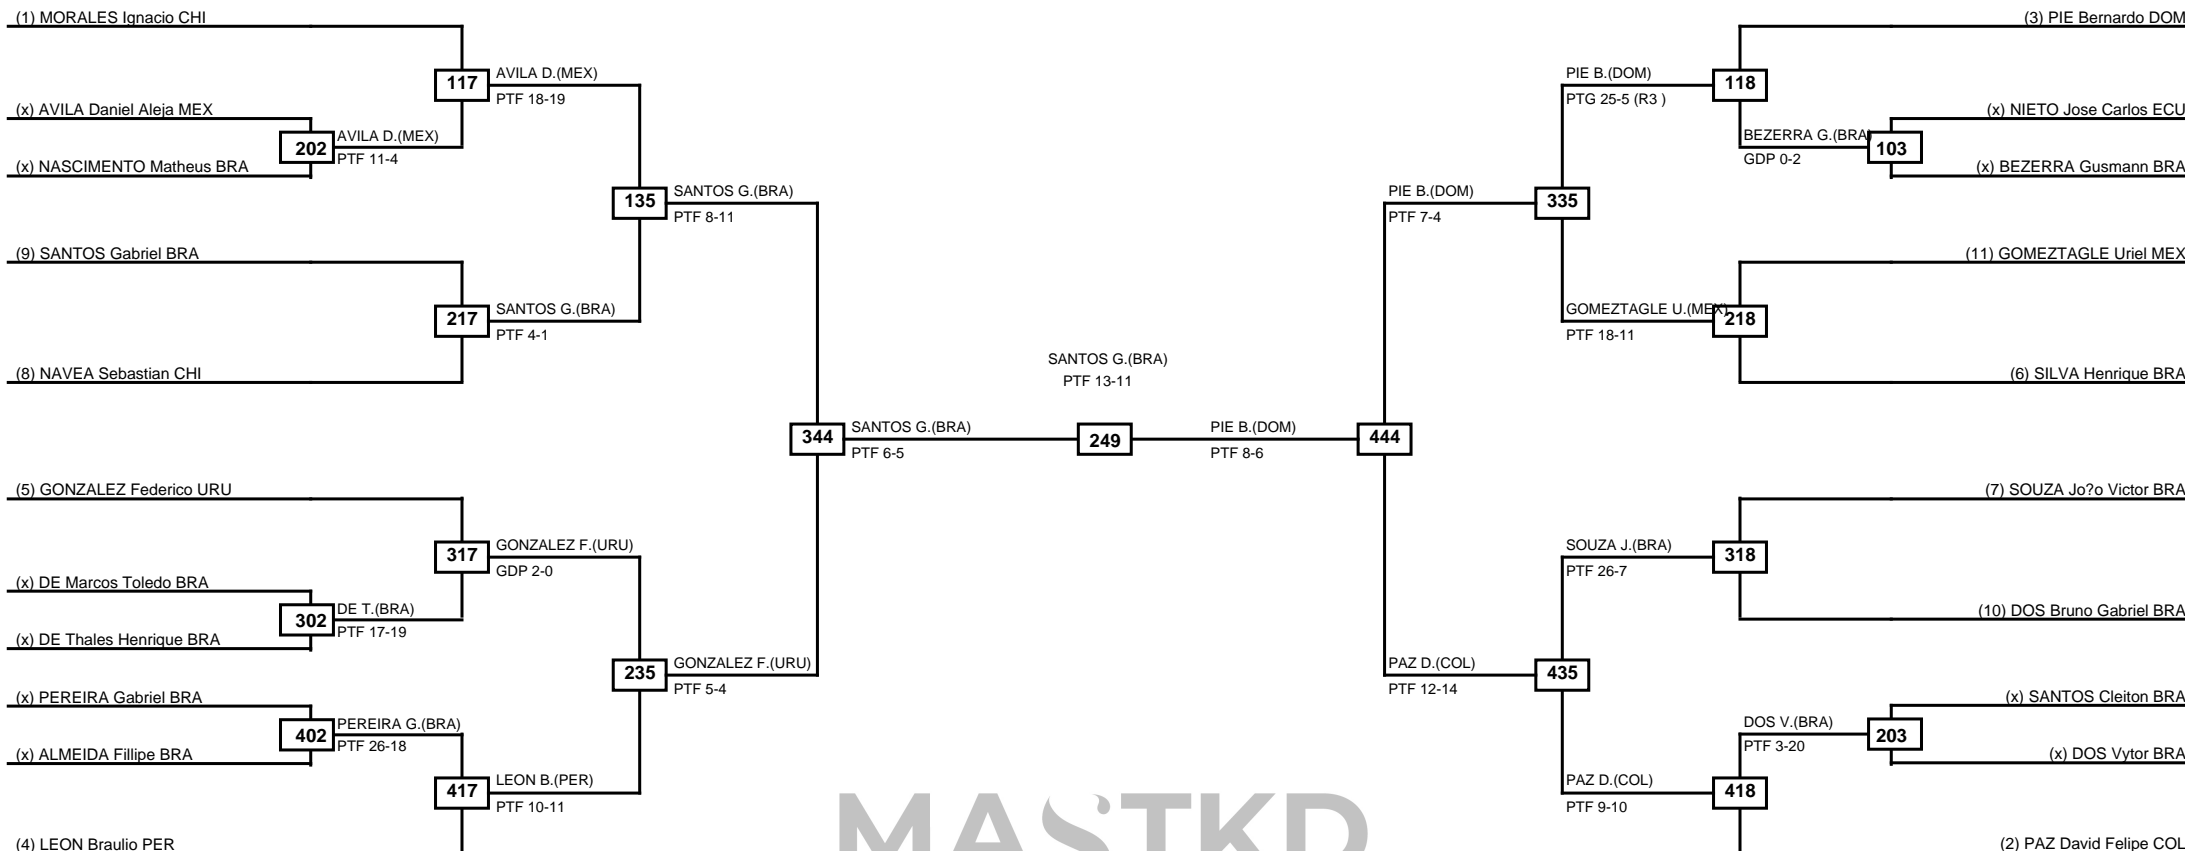 (1) MORALES Ignacio CHI
(x) AVILA Daniel Aleja MEX
(x) NASCIMENTO Matheus BRA
(9) SANTOS Gabriel BRA
(8) NAVEA Sebastian CHI
(5) GONZALEZ Federico URU
(x) DE Marcos Toledo BRA
(x) DE Thales Henrique BRA
(x) PEREIRA Gabriel BRA
(x) ALMEIDA Fillipe BRA
(4) LEON Braulio PER
202
AVILA D.(MEX)
PTF 11-4
302
DE T.(BRA)
PTF 17-19
402
PEREIRA G.(BRA)
PTF 26-18
117
AVILA D.(MEX)
PTF 18-19
217
SANTOS G.(BRA)
PTF 4-1
317
GONZALEZ F.(URU)
GDP 2-0
417
LEON B.(PER)
PTF 10-11
135
SANTOS G.(BRA)
PTF 8-11
235
GONZALEZ F.(URU)
PTF 5-4
344
SANTOS G.(BRA)
PTF 6-5
SANTOS G.(BRA)
PTF 13-11
249
PIE B.(DOM)
PTF 8-6
444
PIE B.(DOM)
PTF 7-4
335
PAZ D.(COL)
PTF 12-14
435
PIE B.(DOM)
PTG 25-5 (R3 )
118
GOMEZTAGLE U.(MEX)
PTF 18-11
218
SOUZA J.(BRA)
PTF 26-7
318
PAZ D.(COL)
PTF 9-10
418
BEZERRA G.(BRA)
GDP 0-2
103
DOS V.(BRA)
PTF 3-20
203
(3) PIE Bernardo DOM
(x) NIETO Jose Carlos ECU
(x) BEZERRA Gusmann BRA
(11) GOMEZTAGLE Uriel MEX
(6) SILVA Henrique BRA
(7) SOUZA Jo?o Victor BRA
(10) DOS Bruno Gabriel BRA
(x) SANTOS Cleiton BRA
(x) DOS Vytor BRA
(2) PAZ David Felipe COL
MASTKD